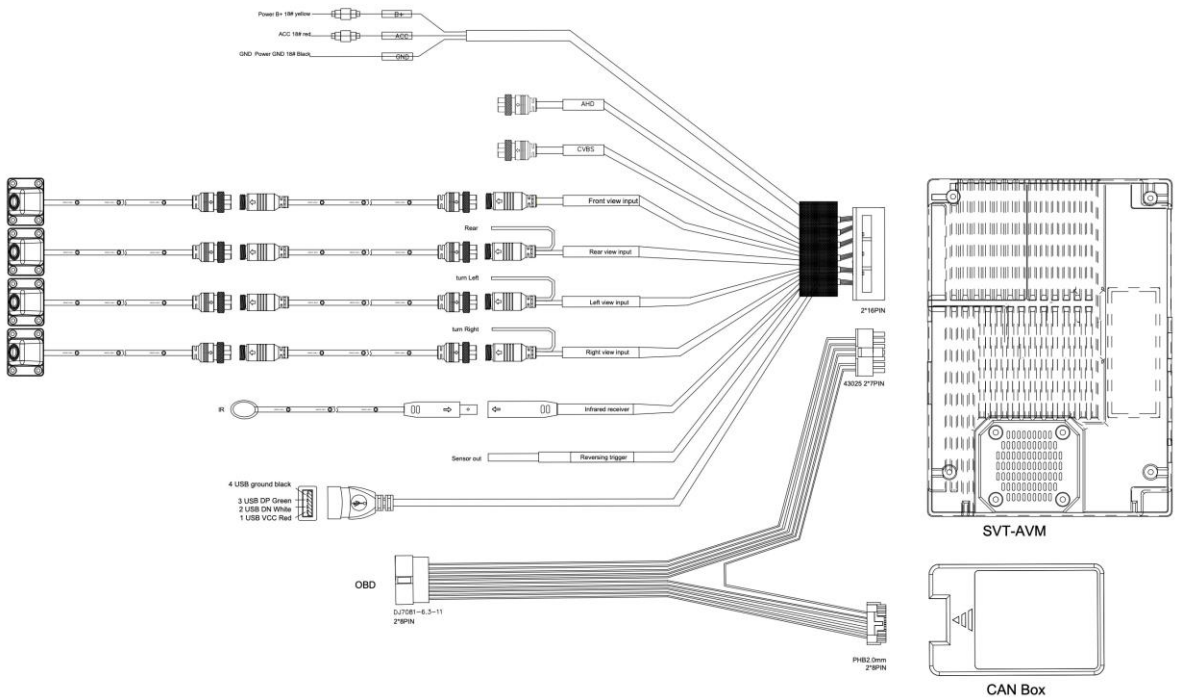 Power B+ 18# yellow
B+
ACC 18# red
ACC
GND Power GND 18# Black
GND
AHD
CVBS
Front view input
Rear
Rear view input
turn Left
Left view input
turn Right
Right view input
2*16PIN
43025 2*7PIN
IR
Infrared receiver
Sensor out
Reversing trigger
4 USB ground black
3 USB DP Green
2 USB DN White
1 USB VCC Red
SVT-AVM
OBD
DJ7081-6.3-11
2*8PIN
PHB2.0mm
2*8PIN
CAN Box